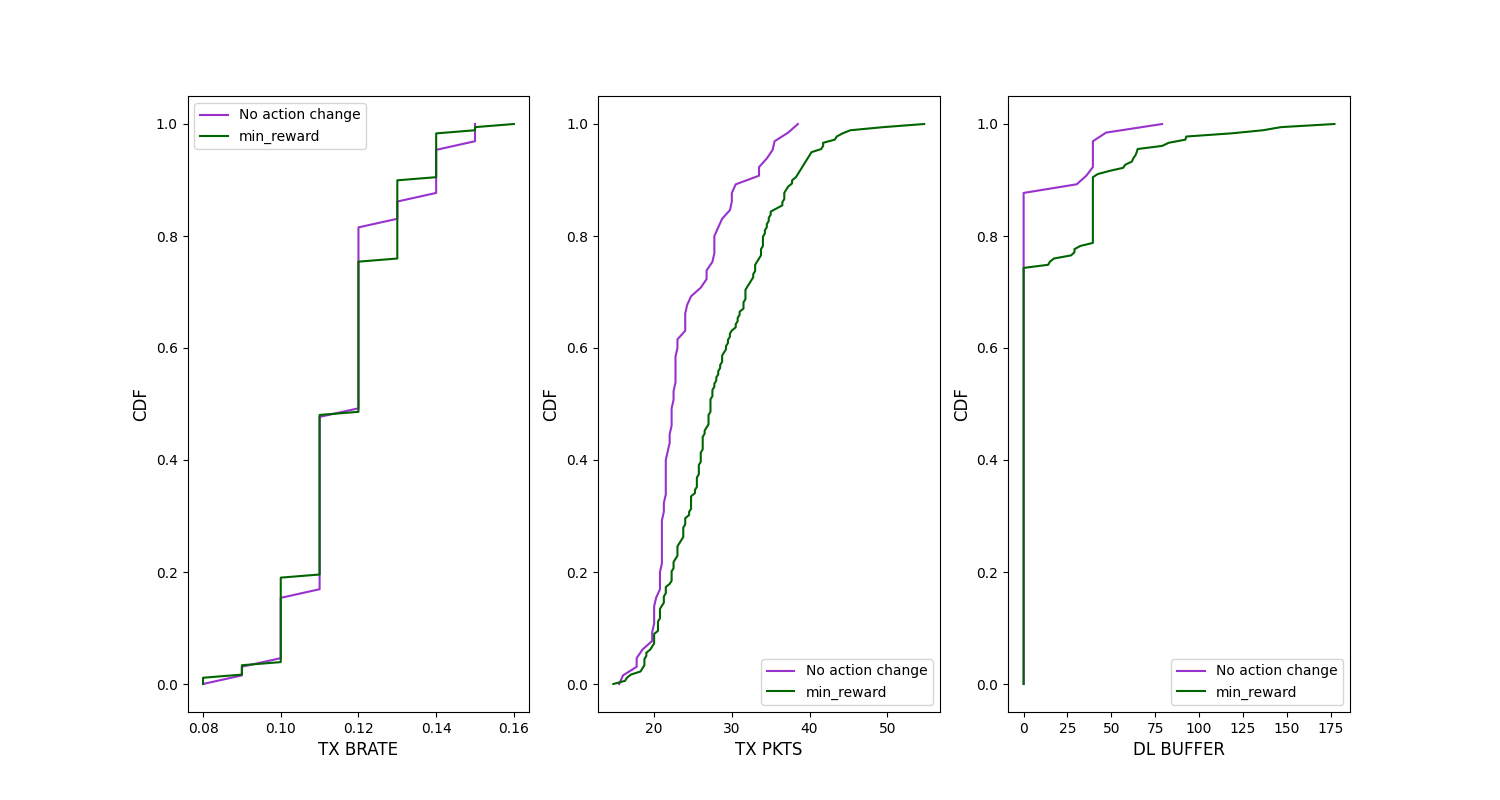 No action change
min_reward
1.0
0.8
0.6
0.4
0.2
0.0
CDF
0.08
0.10
0.12
0.14
0.16
TX BRATE
1.0
0.8
0.6
0.4
0.2
0.0
CDF
No action change
min_reward
20
30
40
50
TX PKTS
1.0
0.8
0.6
0.4
0.2
0.0
CDF
No action change
min_reward
0
25
50
75
100
125
150
175
DL BUFFER